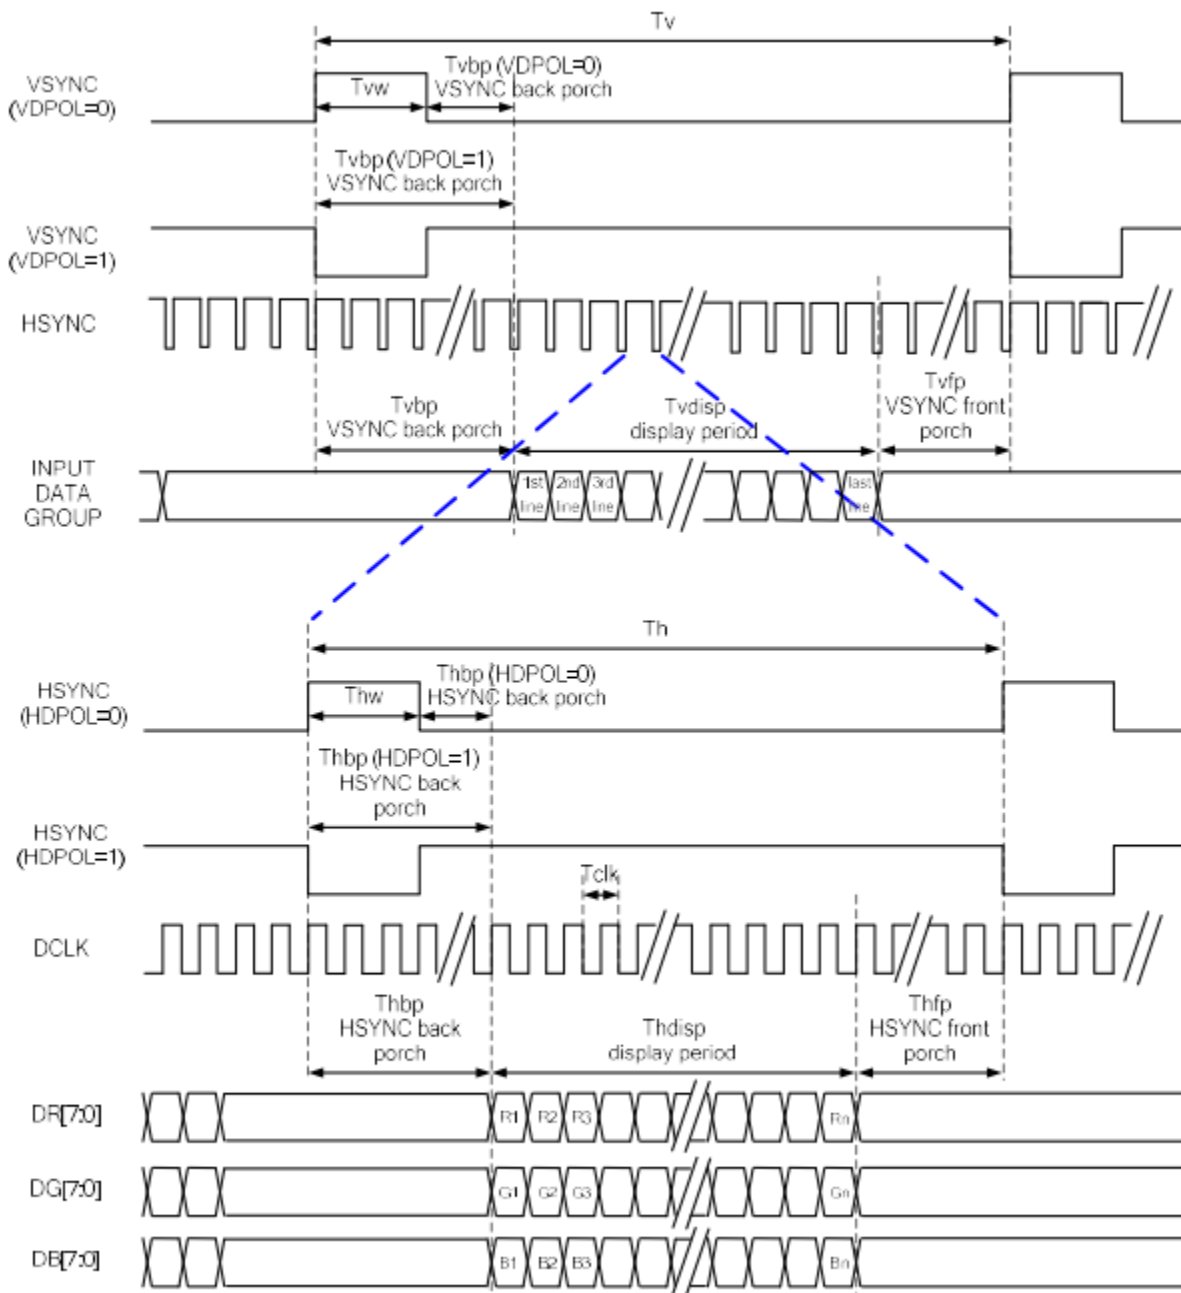 Tv
VSYNC
(VDPOL=0)
Tvw
Tvbp (VDPOL=0)
VSYNC back porch
Tvbp (VDPOL=1)
VSYNC back porch
VSYNC
(VDPOL=1)
HSYNC
Tvbp
VSYNC back porch
Tvdisp
display period
Tvfp
VSYNC front
porch
INPUT
DATA
GROUP
1st
line
2nd
line
3rd
line
last
Th
HSYNC
(HDPOL=0)
Thw
Thbp (HDPOL=0)
HSYNC back porch
Thbp (HDPOL=1)
HSYNC back
porch
HSYNC
(HDPOL=1)
Tclk
DCLK
Thbp
HSYNC back
porch
Thdisp
display period
Thfp
HSYNC front
porch
DR[7:0]
R1 R2 R3 Rn
DG[7:0]
G1 G2 G3 Gn
DB[7:0]
B1 B2 B3 Bn